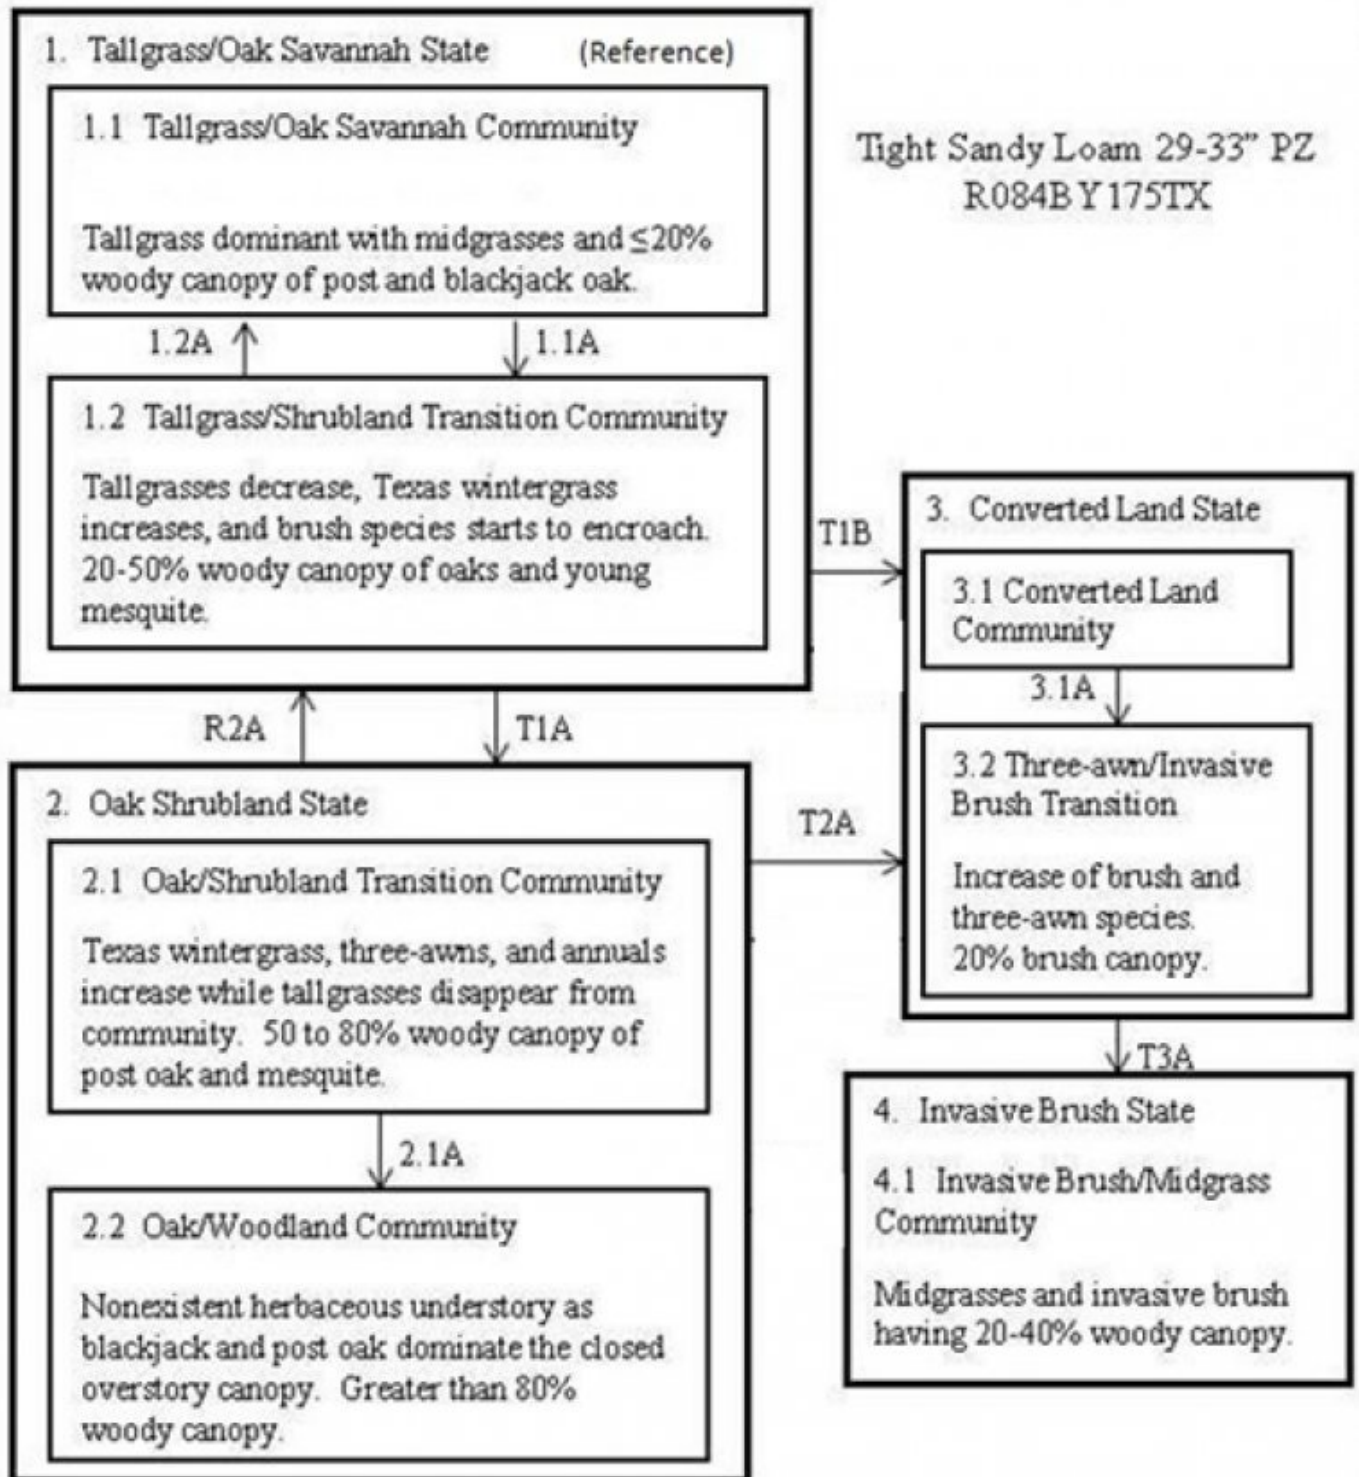 1. Tallgrass/Oak Savannah State (Reference)
1.1 Tallgrass/Oak Savannah Community
Tallgrass dominant with midgrasses and ≤20%
woody canopy of post and blackjack oak.
1.2A
1.1A
1.2 Tallgrass/Shrubland Transition Community
Tallgrasses decrease, Texas wintergrass
increases, and brush species starts to encroach.
20-50% woody canopy of oaks and young
mesquite.
Tight Sandy Loam 29-33” PZ
R084BY175TX
T1B
R2A
T1A
2. Oak Shrubland State
2.1 Oak/Shrubland Transition Community
Texas wintergrass, three-awns, and annuals
increase while tallgrasses disappear from
community. 50 to 80% woody canopy of
post oak and mesquite.
2.1A
2.2 Oak/Woodland Community
Nonexistent herbaceous understory as
blackjack and post oak dominate the closed
overstory canopy. Greater than 80%
woody canopy.
T2A
3. Converted Land State
3.1 Converted Land
Community
3.1A
3.2 Three-awn/Invasive
Brush Transition
Increase of brush and
three-awn species.
20% brush canopy.
T3A
4. Invasive Brush State
4.1 Invasive Brush/Midgrass
Community
Midgrasses and invasive brush
having 20-40% woody canopy.